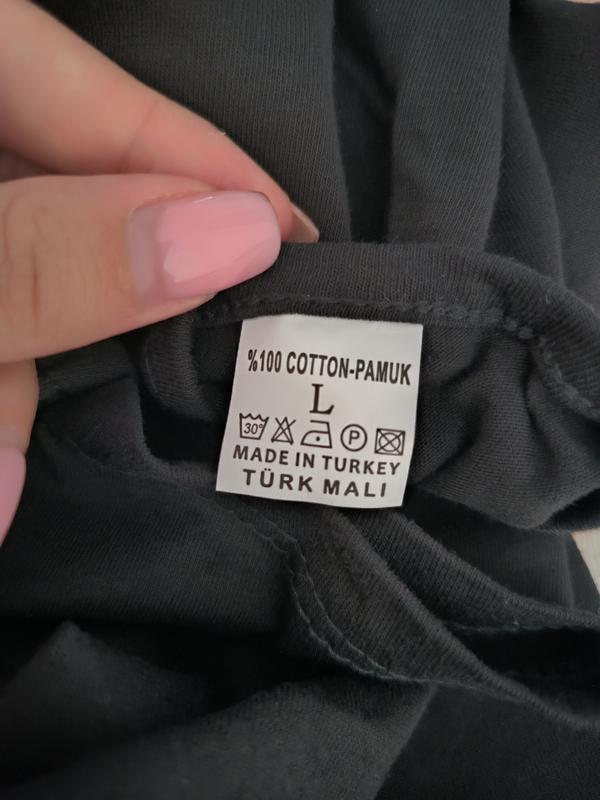 %100 COTTON-PAMUK
L
30° P
MADE IN TURKEY
TÜRK MALI